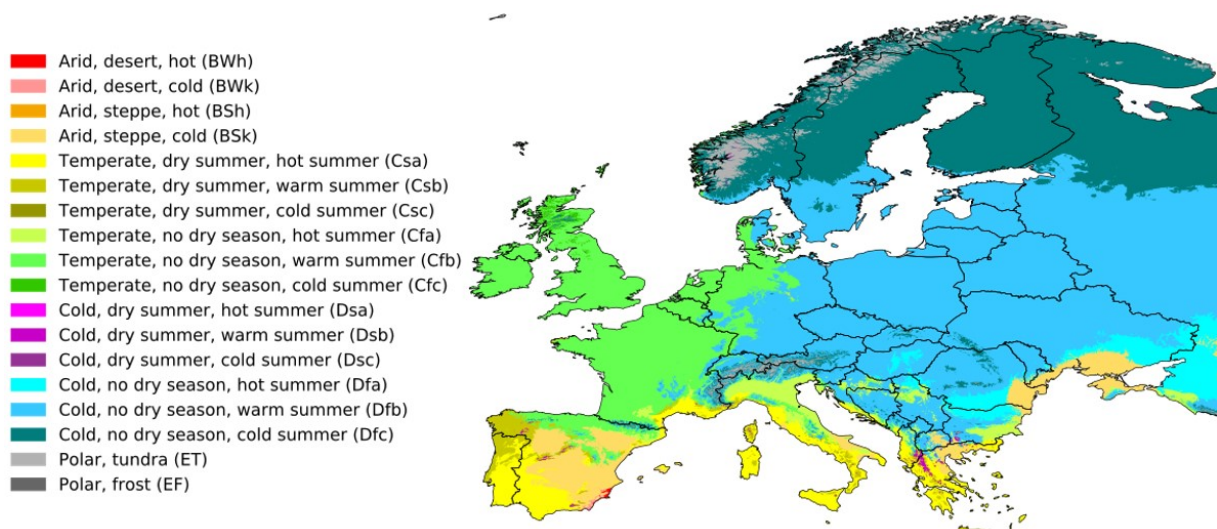 Arid, desert, hot (BWh)
Arid, desert, cold (BWk)
Arid, steppe, hot (BSh)
Arid, steppe, cold (BSk)
Temperate, dry summer, hot summer (Csa)
Temperate, dry summer, warm summer (Csb)
Temperate, dry summer, cold summer (Csc)
Temperate, no dry season, hot summer (Cfa)
Temperate, no dry season, warm summer (Cfb)
Temperate, no dry season, cold summer (Cfc)
Cold, dry summer, hot summer (Dsa)
Cold, dry summer, warm summer (Dsb)
Cold, dry summer, cold summer (Dsc)
Cold, no dry season, hot summer (Dfa)
Cold, no dry season, warm summer (Dfb)
Cold, no dry season, cold summer (Dfc)
Polar, tundra (ET)
Polar, frost (EF)